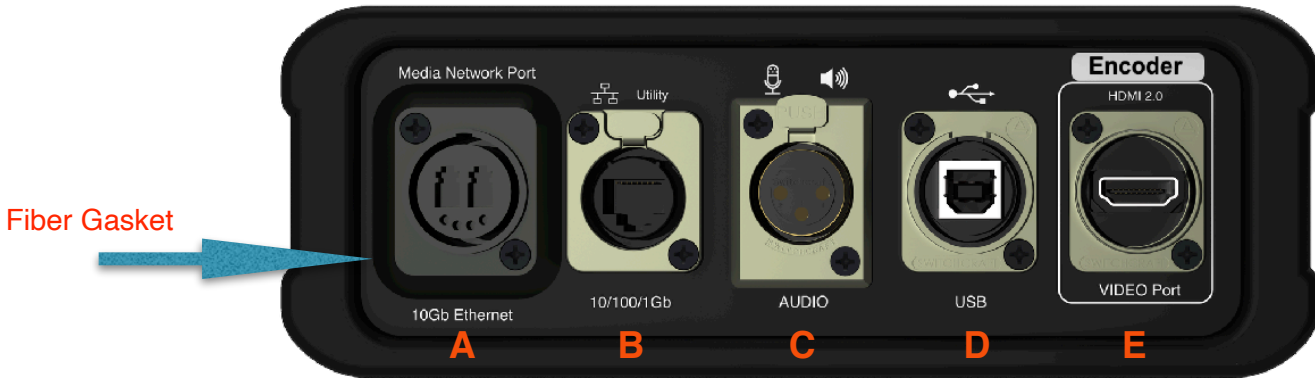 Encoder
Media Network Port
Utility
HDMI 2.0
PUSH
Fiber Gasket
VIDEO Port
10Gb Ethernet
10/100/1Gb
AUDIO
USB
A
B
C
D
E